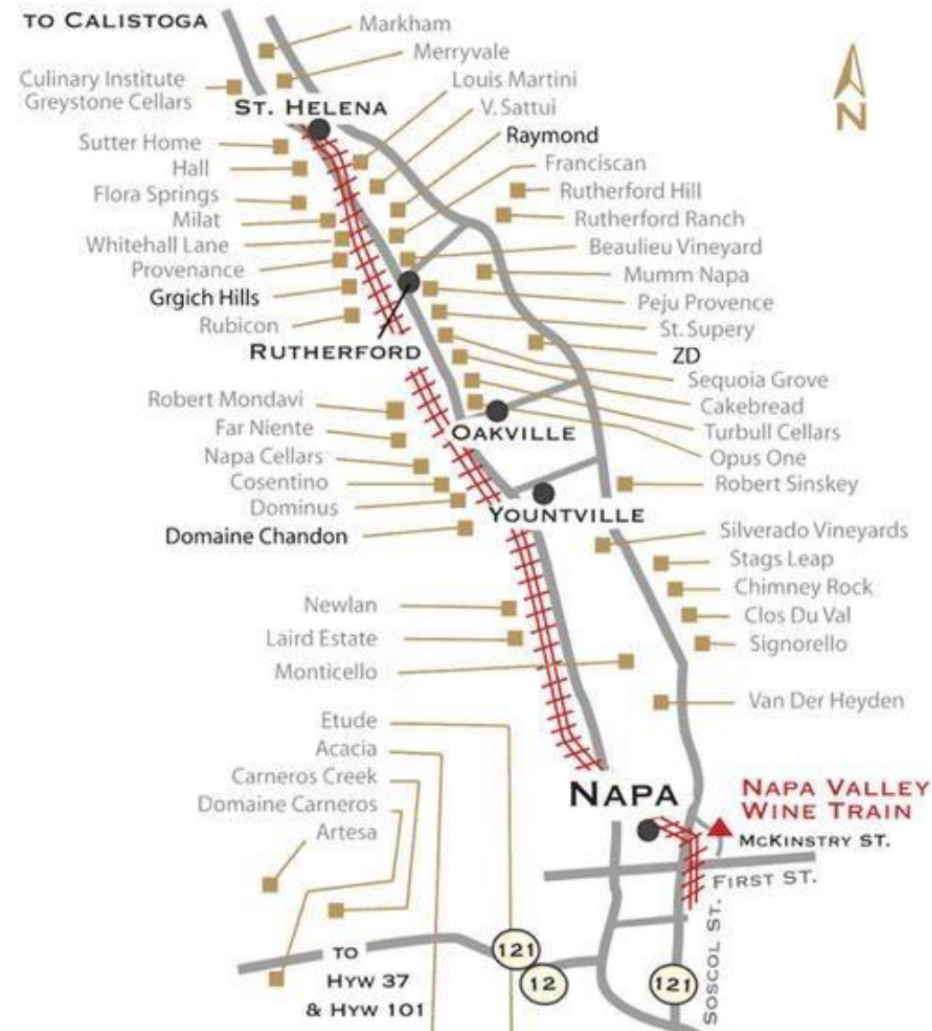 TO CALISTOGA
Markham
Merryvale
Culinary Institute
Greystone Cellars
Louis Martini
ST. HELENA
V. Sattui
Raymond
Sutter Home
Franciscan
Hall
Rutherford Hill
Flora Springs
Rutherford Ranch
Milat
Whitehall Lane
Beaulieu Vineyard
Provenance
Mumm Napa
Grgich Hills
Peju Provence
Rubicon
St. Supery
RUTHERFORD
ZD
Sequoia Grove
Robert Mondavi
Cakebread
Far Niente
OAKVILLE
Turbull Cellars
Napa Cellars
Opus One
Cosentino
Robert Sinskey
Dominus
YOUNTVILLE
Domaine Chandon
Silverado Vineyards
Stags Leap
Chimney Rock
Newlan
Clos Du Val
Laird Estate
Signorello
Monticello
Van Der Heyden
Etude
Acacia
Carneros Creek
Domaine Carneros
Artesa
NAPA
NAPA VALLEY
WINE TRAIN
MCKINSTRY ST.
FIRST ST.
SOSCOL ST.
121
12
121
TO
HYW 37
& HYW 101
N